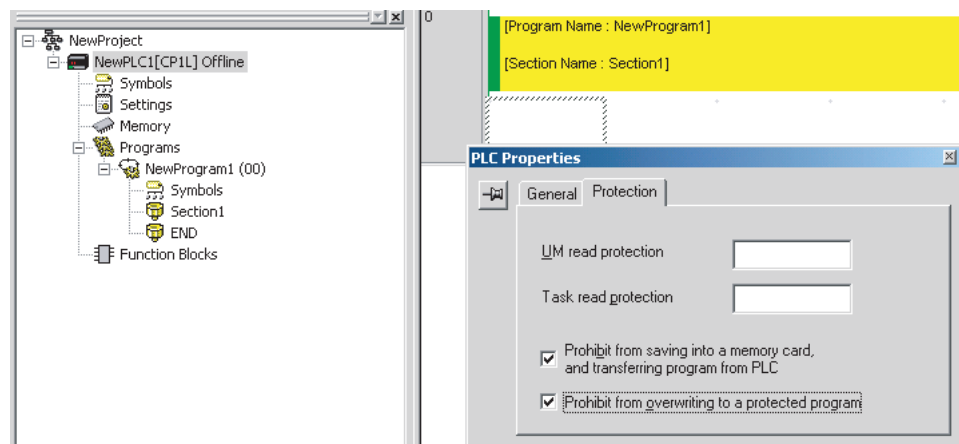 NewProject
NewPLC1[CP1L] Offline
Symbols
Settings
Memory
Programs
NewProgram1 (00)
Symbols
Section1
END
Function Blocks
0
[Program Name : NewProgram1]
[Section Name : Section1]
PLC Properties
General Protection
UM read protection
Task read protection
Prohibit from saving into a memory card,
and transferring program from PLC
Prohibit from overwriting to a protected program